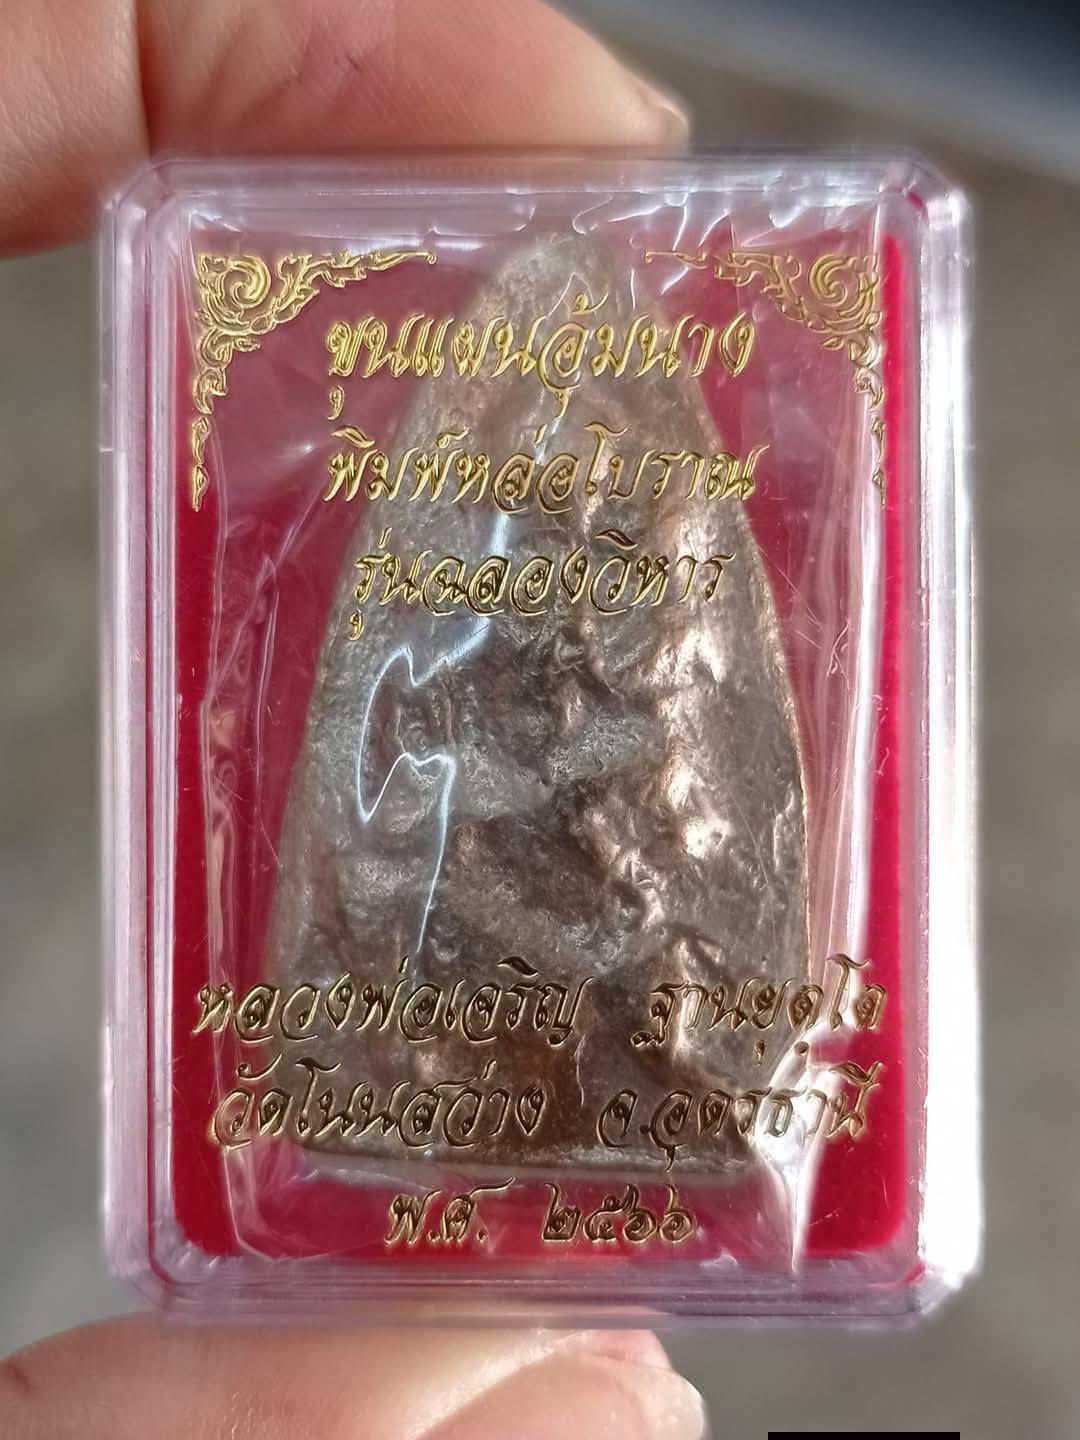 ขุนแผนอุ้มนาง
พิมพ์หล่อโบราณ
รุ่นฉลองวิหาร
หลวงพ่อเจริญ ฐานยุตฺโต
วัดโนนสว่าง จ.อุดรธานี
พ.ศ. ๒๕๖๖